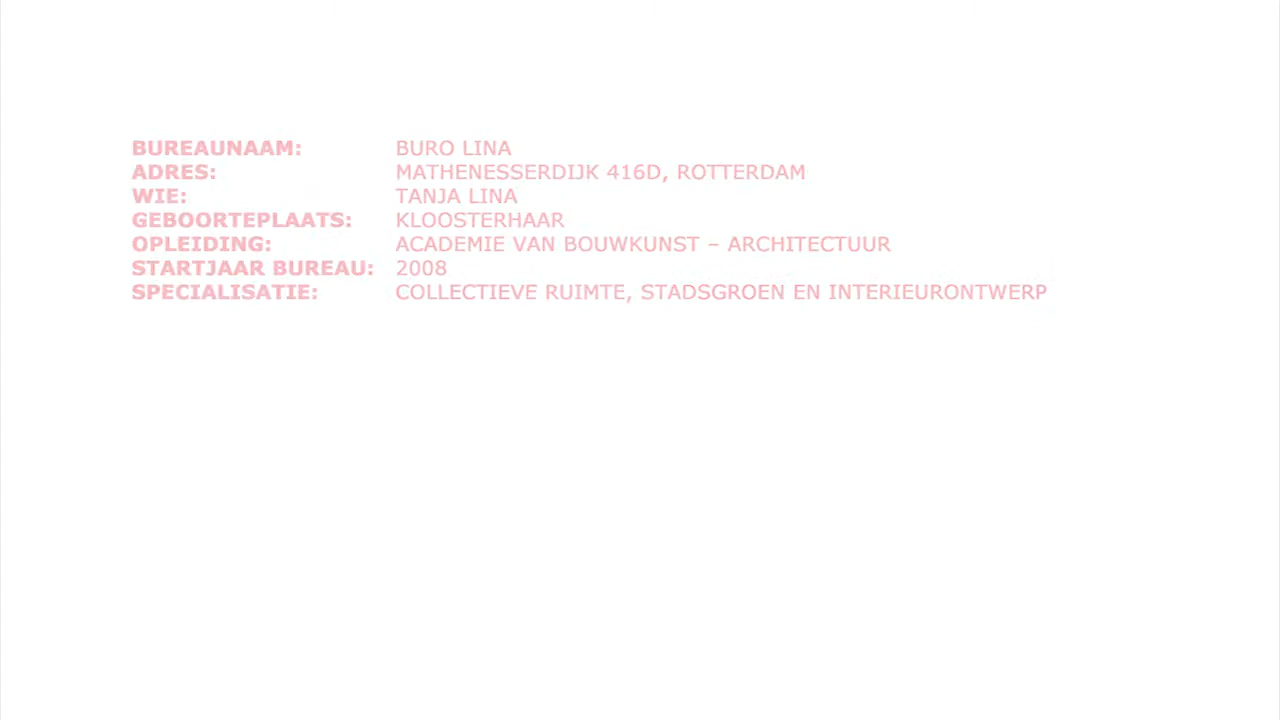 BUREAUNAAM: BURO LINA
ADRES: MATHENESSERDIJK 416D, ROTTERDAM
WIE: TANJA LINA
GEBOORTEPLAATS: KLOOSTERHAAR
OPLEIDING: ACADEMIE VAN BOUWKUNST – ARCHITECTUUR
STARTJAAR BUREAU: 2008
SPECIALISATIE: COLLECTIEVE RUIMTE, STADSGROEN EN INTERIEURONTWERP